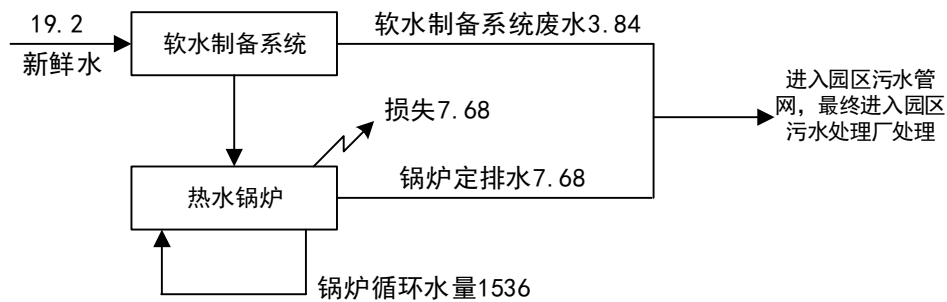 19.2
新鲜水
软水制备系统
软水制备系统废水3.84
损失7.68
进入园区污水管
网，最终进入园区
污水处理厂处理
热水锅炉
锅炉定排水7.68
锅炉循环水量1536